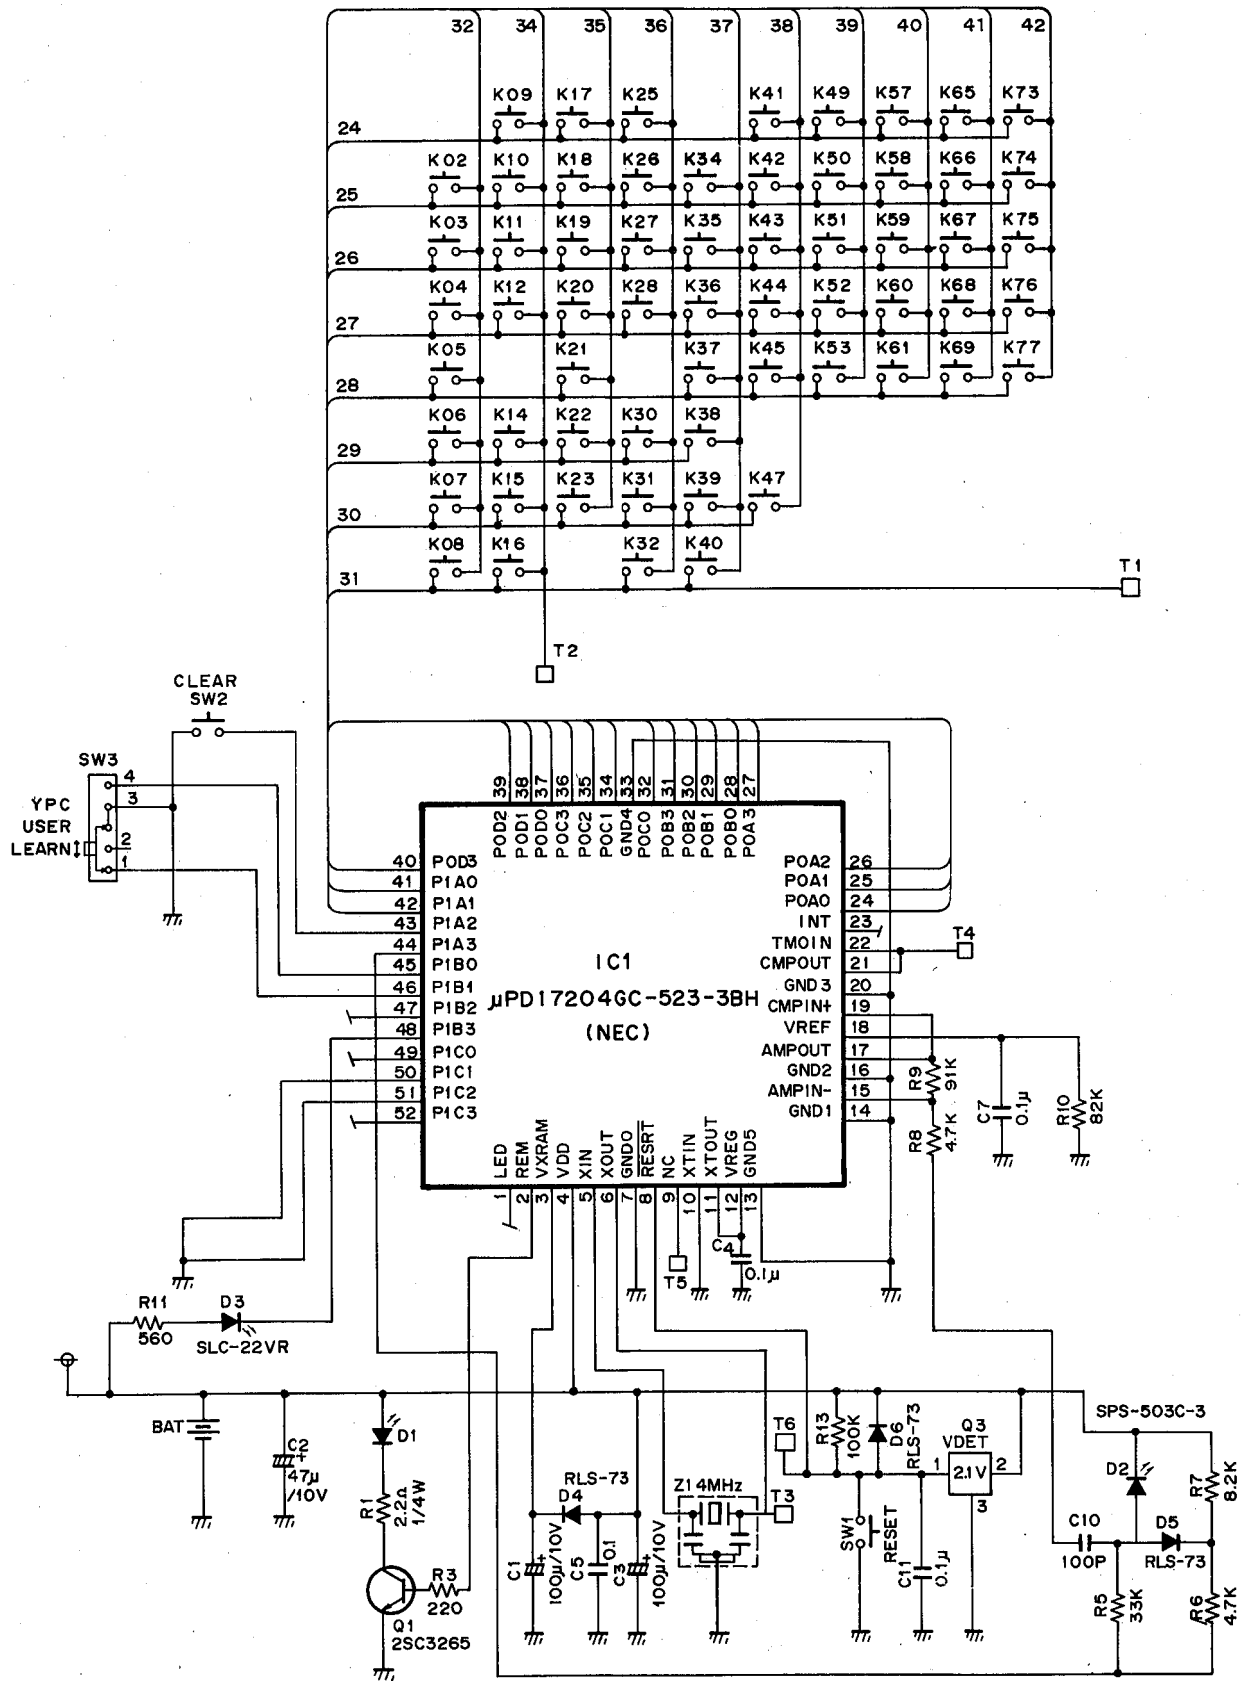 32 34 35 36 37 38 39 40 41 42
K09 K17 K25 K41 K49 K57 K65 K73
24
K02 K10 K18 K26 K34 K42 K50 K58 K66 K74
25
K03 K11 K19 K27 K35 K43 K51 K59 K67 K75
26
K04 K12 K20 K28 K36 K44 K52 K60 K68 K76
27
K05 K21 K37 K45 K53 K61 K69 K77
28
K06 K14 K22 K30 K38
29
K07 K15 K23 K31 K39 K47
30
K08 K16 K32 K40
31
T1
T2
CLEAR
SW2
SW3
4
YPC 3
USER
LEARN 2
1
39 38 37 36 35 34 33 32 31 30 29 28 27
POD2 POD1 POD0 POC3 POC2 POC1 GND4 POC0 POB3 POB2 POB1 POB0 POA3
40 POD3
41 P1A0
42 P1A1
43 P1A2
44 P1A3
45 P1B0
46 P1B1
47 P1B2
48 P1B3
49 P1C0
50 P1C1
51 P1C2
52 P1C3
IC1
µPD17204GC-523-3BH
(NEC)
POA2 26
POA1 25
POA0 24
INT 23
TMOIN 22
CMPOUT 21
GND3 20
CMPIN+ 19
VREF 18
AMPOUT 17
GND2 16
AMPIN- 15
GND1 14
T4
LED REM VXRAM VDD XIN XOUT GND0 RESRT NC XTIN XTOUT VREG GND5
1 2 3 4 5 6 7 8 9 10 11 12 13
R9
91K
R8
4.7K
C7
0.1µ
R10
82K
T5
C4
0.1µ
R11
560
D3
SLC-22VR
BAT
C2
47µ
/10V
D1
R1
2.2Ω
1/4W
R3
220
Q1
2SC3265
RLS-73
D4
C1
100µ/10V
C5
0.1
C3
100µ/10V
Z1 4MHz
T3
T6
R13
100K
D6
RLS-73
SW1
RESET
C11
0.1µ
Q3
VDET
1 2.1V 2
3
SPS-503C-3
D2
R7
8.2K
C10
100P
D5
RLS-73
R5
33K
R6
4.7K